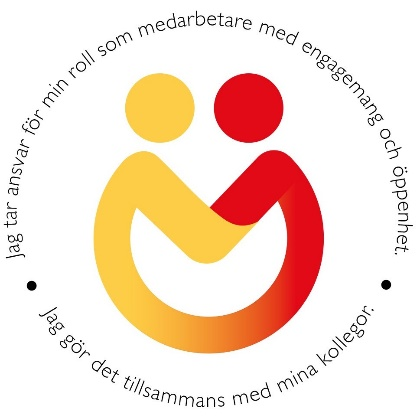 Jag tar ansvar för min roll som medarbetare med engagemang och öppenhet.
Jag gör det tillsammans med mina kollegor.